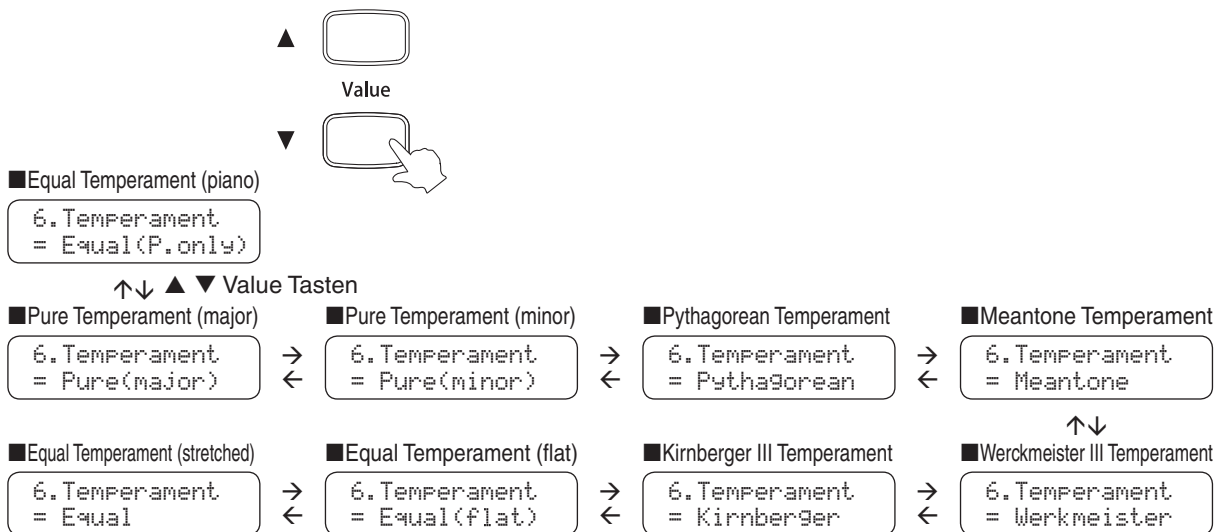 ▲
Value
▼
■Equal Temperament (piano)
6.Temperament
= Equal(P.only)
↑↓ ▲ ▼ Value Tasten
■Pure Temperament (major) ■Pure Temperament (minor) ■Pythagorean Temperament ■Meantone Temperament
6.Temperament → 6.Temperament → 6.Temperament → 6.Temperament
= Pure(major) ← = Pure(minor) ← = Pythagorean ← = Meantone
↑↓
■Equal Temperament (stretched) ■Equal Temperament (flat) ■Kirnberger III Temperament ■Werckmeister III Temperament
6.Temperament → 6.Temperament → 6.Temperament → 6.Temperament
= Equal ← = Equal(flat) ← = Kirnberger ← = Werkmeister